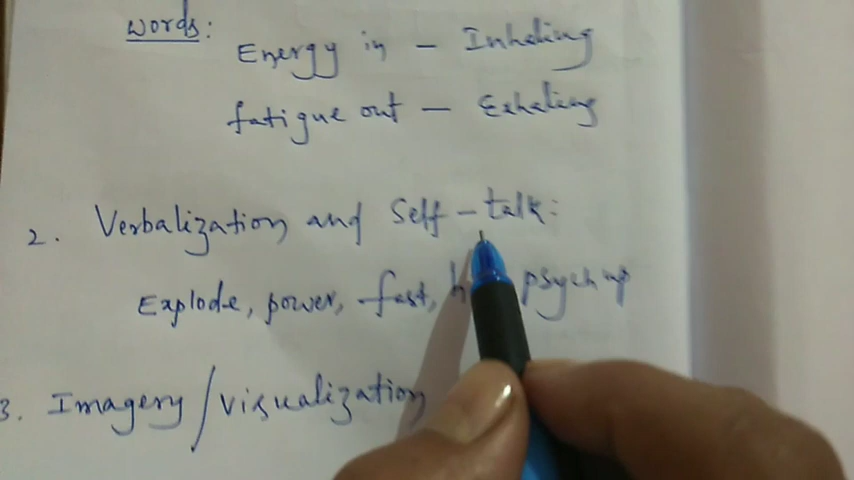 words:
Energy in - Inhaling
fatigue out - Exhaling
2. Verbalization and Self-talk:
Explode, power, fast, psych up
3. Imagery/visualization